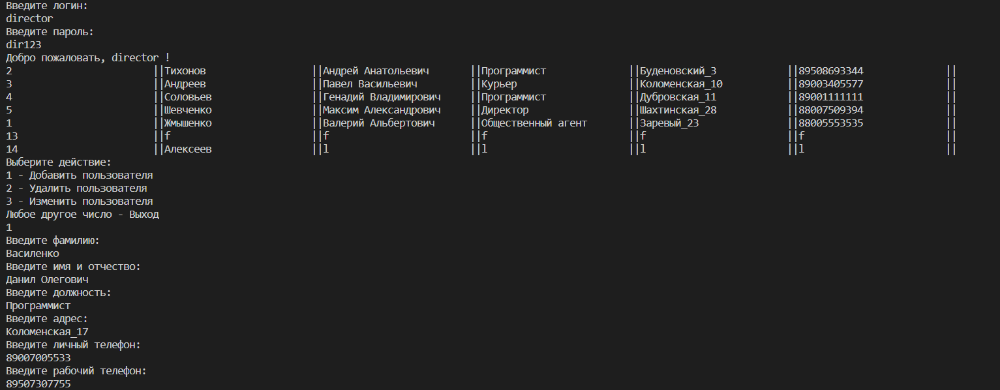 Введите логин:
director
Введите пароль:
dir123
Добро пожаловать, director !
2 ||Тихонов ||Андрей Анатольевич ||Программист ||Буденовский_3 ||89508693344 ||
3 ||Андреев ||Павел Васильевич ||Курьер ||Коломенская_10 ||89003405577 ||
4 ||Соловьев ||Генадий Владимирович ||Программист ||Дубровская_11 ||89001111111 ||
5 ||Шевченко ||Максим Александрович ||Директор ||Шахтинская_28 ||88007509394 ||
1 ||Жмышенко ||Валерий Альбертович ||Общественный агент ||Заревый_23 ||88005553535 ||
13 ||f ||f ||f ||f ||f ||
14 ||Алексеев ||l ||l ||l ||l ||
Выберите действие:
1 - Добавить пользователя
2 - Удалить пользователя
3 - Изменить пользователя
Любое другое число - Выход
1
Введите фамилию:
Василенко
Введите имя и отчество:
Данил Олегович
Введите должность:
Программист
Введите адрес:
Коломенская_17
Введите личный телефон:
89007005533
Введите рабочий телефон:
89507307755